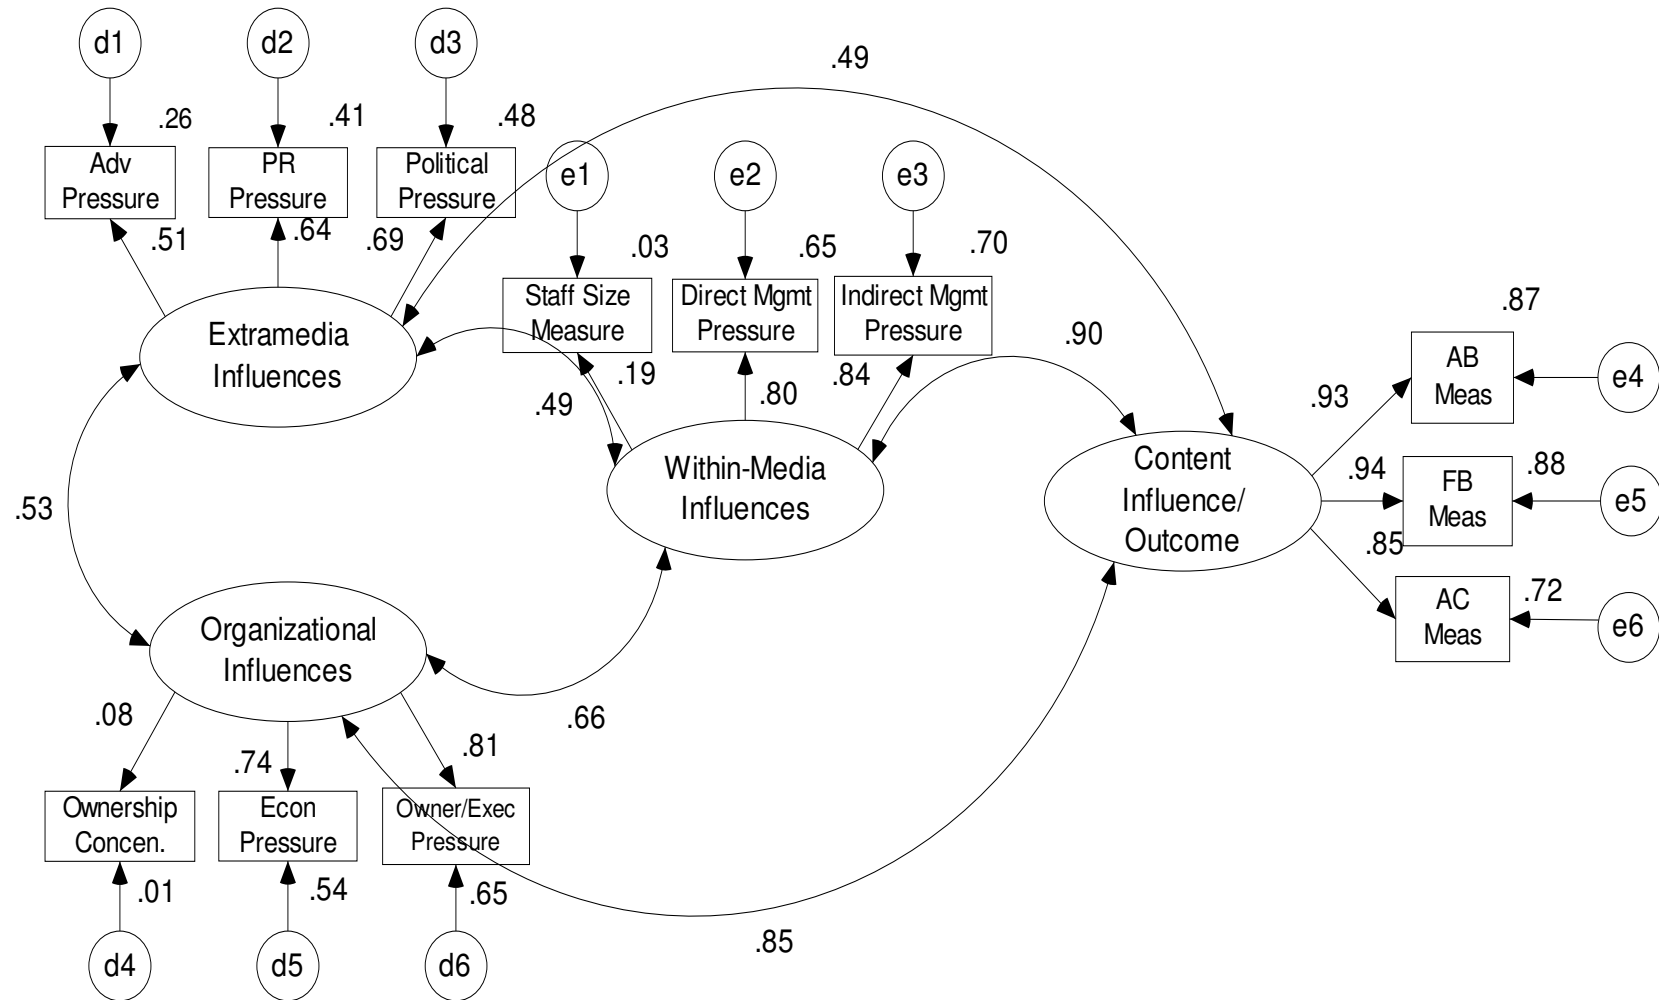 d1
d2
d3
.49
.26
.41
.48
Adv
Pressure
PR
Pressure
Political
Pressure
e1
e2
e3
.51
.64
.69
.03
.65
.70
Staff Size
Measure
Direct Mgmt
Pressure
Indirect Mgmt
Pressure
Extramedia
Influences
.19
.80
.84
.90
.49
.87
AB
Meas
e4
.93
Within-Media
Influences
Content
Influence/
Outcome
.94
FB
Meas
.88
e5
.85
AC
Meas
.72
e6
.53
Organizational
Influences
.08
.74
.81
.66
Ownership
Concen.
Econ
Pressure
Owner/Exec
Pressure
.01
.54
.65
.85
d4
d5
d6